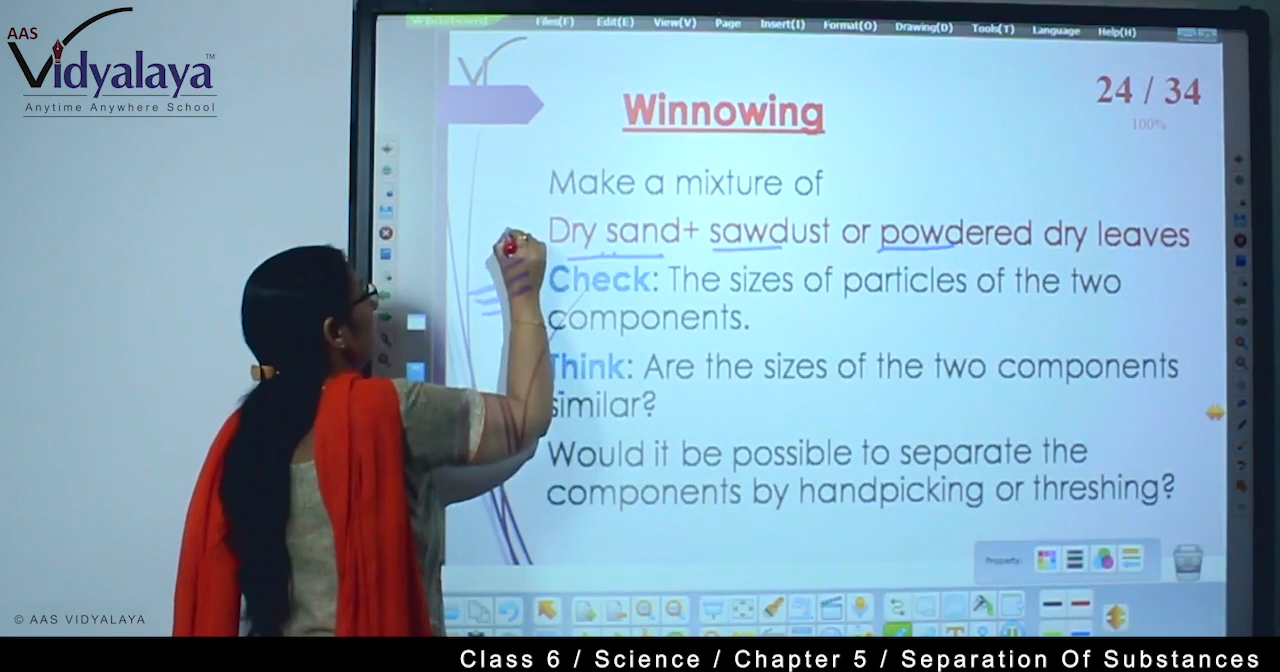 AAS
Vidyalaya™
Anytime Anywhere School
Files(F) Edit(E) View(V) Page Insert(I) Format(O) Drawing(D) Tools(T) Language Help(H)
24 / 34
100%
Winnowing
Make a mixture of
Dry sand+ sawdust or powdered dry leaves
Check: The sizes of particles of the two
components.
Think: Are the sizes of the two components
similar?
Would it be possible to separate the
components by handpicking or threshing?
Property:
© AAS VIDYALAYA
Class 6 / Science / Chapter 5 / Separation Of Substances